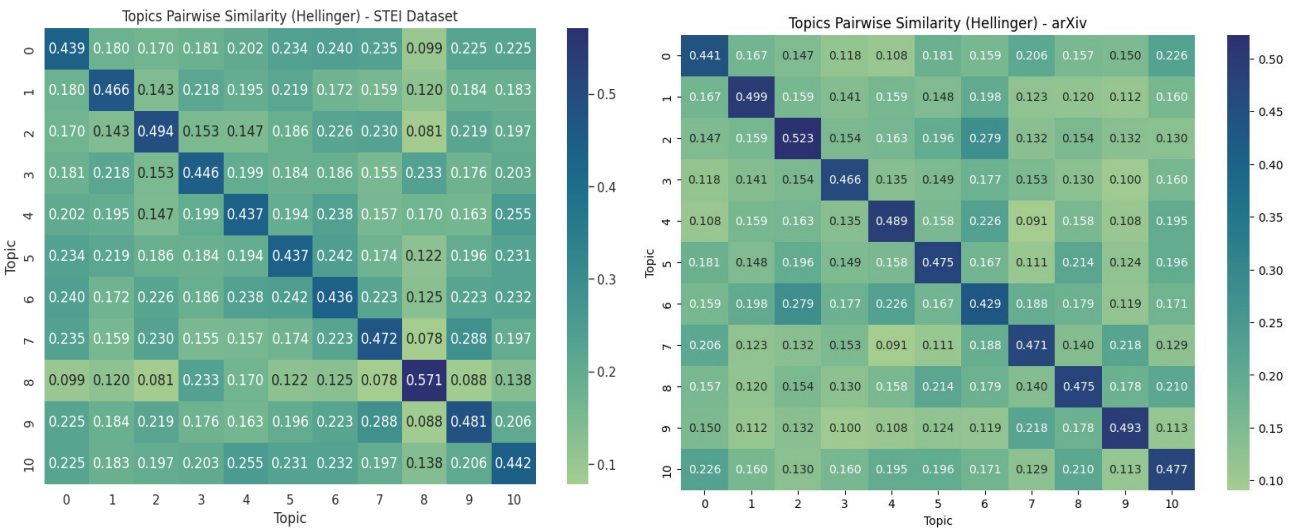 Topics Pairwise Similarity (Hellinger) - STEI Dataset
0 0.439 0.180 0.170 0.181 0.202 0.234 0.240 0.235 0.099 0.225 0.225
1 0.180 0.466 0.143 0.218 0.195 0.219 0.172 0.159 0.120 0.184 0.183
2 0.170 0.143 0.494 0.153 0.147 0.186 0.226 0.230 0.081 0.219 0.197
3 0.181 0.218 0.153 0.446 0.199 0.184 0.186 0.155 0.233 0.176 0.203
4 0.202 0.195 0.147 0.199 0.437 0.194 0.238 0.157 0.170 0.163 0.255
5 0.234 0.219 0.186 0.184 0.194 0.437 0.242 0.174 0.122 0.196 0.231
6 0.240 0.172 0.226 0.186 0.238 0.242 0.436 0.223 0.125 0.223 0.232
7 0.235 0.159 0.230 0.155 0.157 0.174 0.223 0.472 0.078 0.288 0.197
8 0.099 0.120 0.081 0.233 0.170 0.122 0.125 0.078 0.571 0.088 0.138
9 0.225 0.184 0.219 0.176 0.163 0.196 0.223 0.288 0.088 0.481 0.206
10 0.225 0.183 0.197 0.203 0.255 0.231 0.232 0.197 0.138 0.206 0.442
0 1 2 3 4 5 6 7 8 9 10
Topic
Topic
0.5
0.4
0.3
0.2
0.1
Topics Pairwise Similarity (Hellinger) - arXiv
0 0.441 0.167 0.147 0.118 0.108 0.181 0.159 0.206 0.157 0.150 0.226
1 0.167 0.499 0.159 0.141 0.159 0.148 0.198 0.123 0.120 0.112 0.160
2 0.147 0.159 0.523 0.154 0.163 0.196 0.279 0.132 0.154 0.132 0.130
3 0.118 0.141 0.154 0.466 0.135 0.149 0.177 0.153 0.130 0.100 0.160
4 0.108 0.159 0.163 0.135 0.489 0.158 0.226 0.091 0.158 0.108 0.195
5 0.181 0.148 0.196 0.149 0.158 0.475 0.167 0.111 0.214 0.124 0.196
6 0.159 0.198 0.279 0.177 0.226 0.167 0.429 0.188 0.179 0.119 0.171
7 0.206 0.123 0.132 0.153 0.091 0.111 0.188 0.471 0.140 0.218 0.129
8 0.157 0.120 0.154 0.130 0.158 0.214 0.179 0.140 0.475 0.178 0.210
9 0.150 0.112 0.132 0.100 0.108 0.124 0.119 0.218 0.178 0.493 0.113
10 0.226 0.160 0.130 0.160 0.195 0.196 0.171 0.129 0.210 0.113 0.477
0 1 2 3 4 5 6 7 8 9 10
Topic
Topic
0.50
0.45
0.40
0.35
0.30
0.25
0.20
0.15
0.10